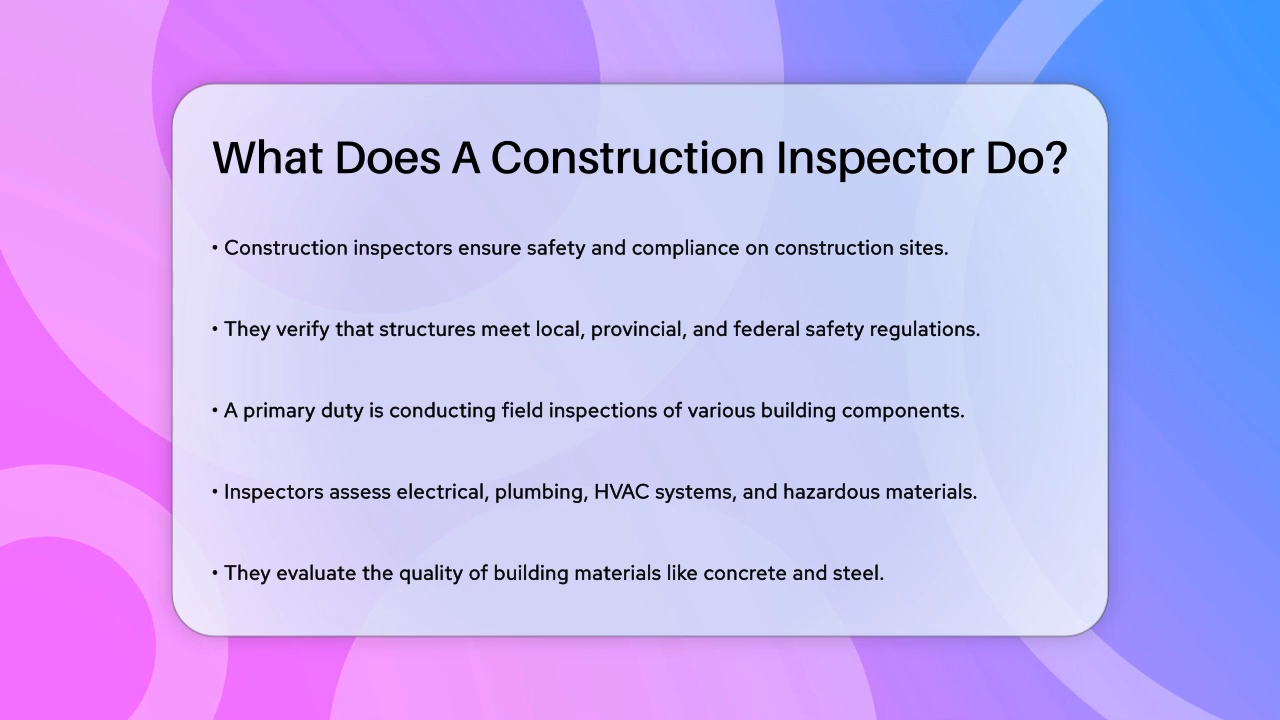 What Does A Construction Inspector Do?
• Construction inspectors ensure safety and compliance on construction sites.
• They verify that structures meet local, provincial, and federal safety regulations.
• A primary duty is conducting field inspections of various building components.
• Inspectors assess electrical, plumbing, HVAC systems, and hazardous materials.
• They evaluate the quality of building materials like concrete and steel.